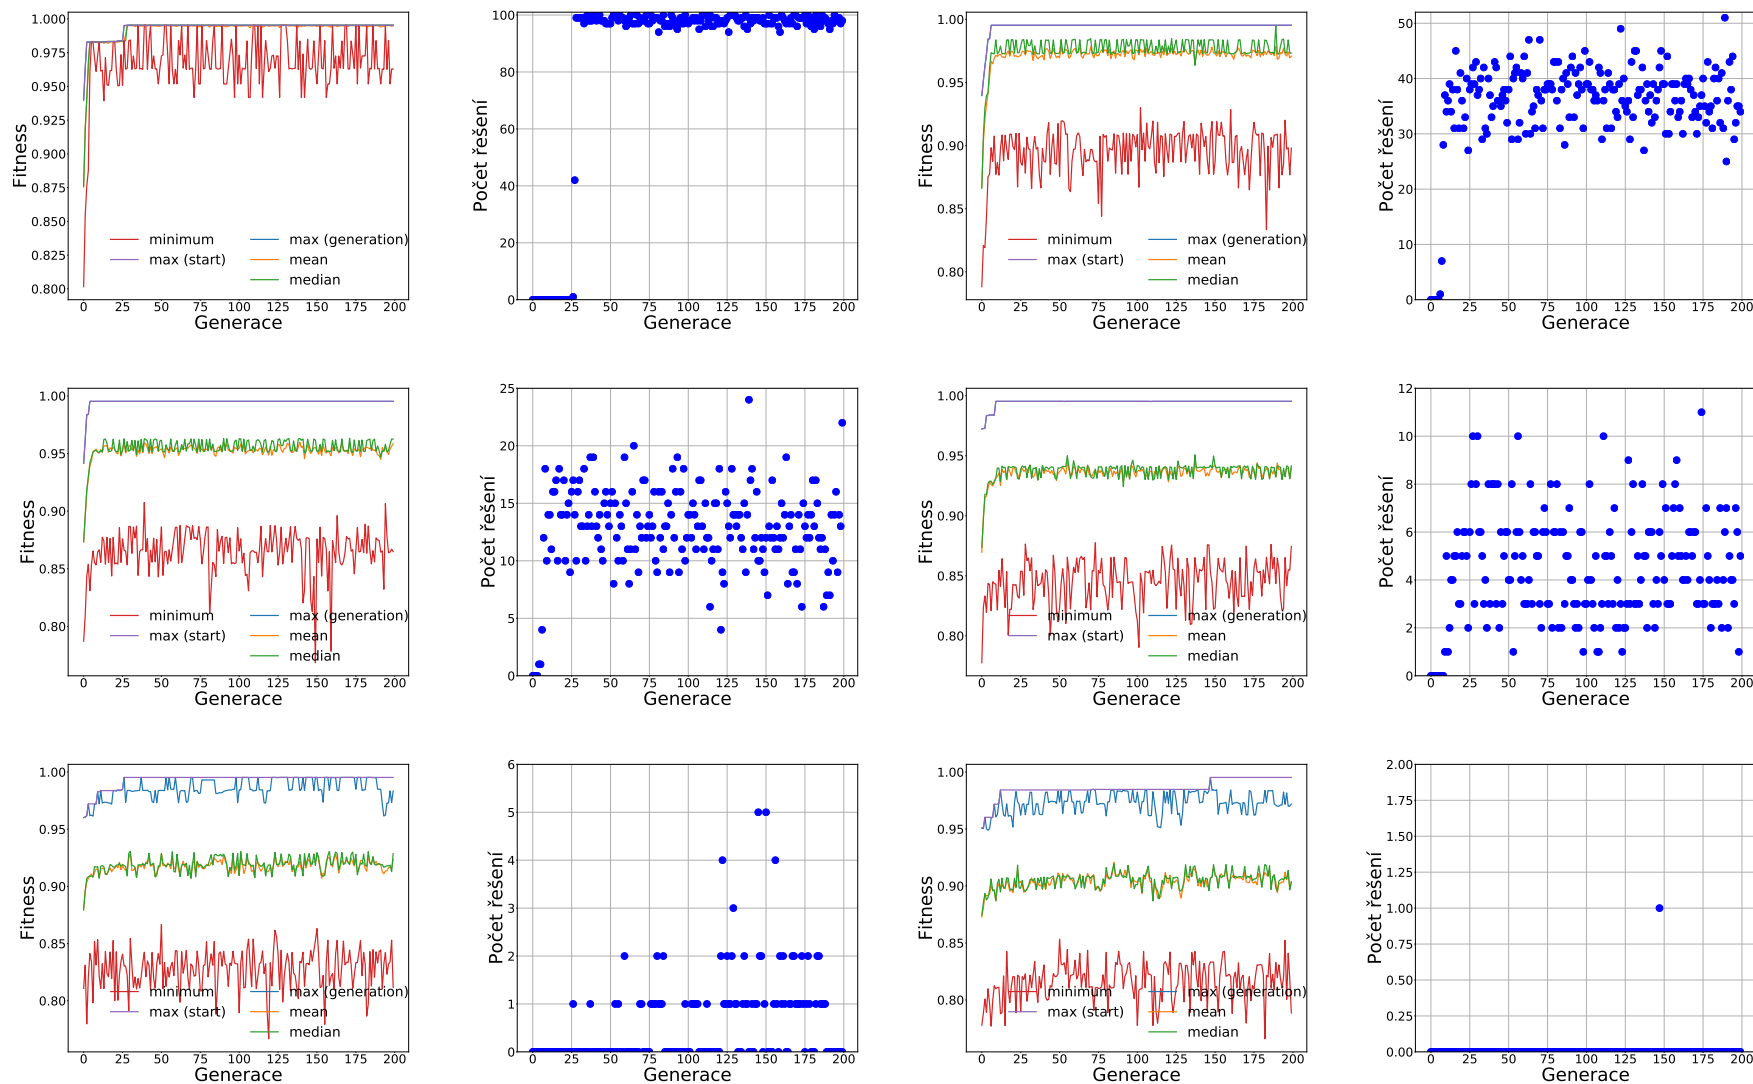 1.000
0.975
0.950
0.925
0.900
0.875
0.850
0.825
0.800
Fitness
minimum
max (start)
max (generation)
mean
median
0 25 50 75 100 125 150 175 200
Generace
100
80
60
40
20
0
Počet řešení
0 25 50 75 100 125 150 175 200
Generace
1.00
0.95
0.90
0.85
0.80
Fitness
minimum
max (start)
max (generation)
mean
median
0 25 50 75 100 125 150 175 200
Generace
50
40
30
20
10
0
Počet řešení
0 25 50 75 100 125 150 175 200
Generace
1.00
0.95
0.90
0.85
0.80
Fitness
minimum
max (start)
max (generation)
mean
median
0 25 50 75 100 125 150 175 200
Generace
25
20
15
10
5
0
Počet řešení
0 25 50 75 100 125 150 175 200
Generace
1.00
0.95
0.90
0.85
0.80
Fitness
minimum
max (start)
max (generation)
mean
median
0 25 50 75 100 125 150 175 200
Generace
12
10
8
6
4
2
0
Počet řešení
0 25 50 75 100 125 150 175 200
Generace
1.00
0.95
0.90
0.85
0.80
Fitness
minimum
max (start)
max (generation)
mean
median
0 25 50 75 100 125 150 175 200
Generace
6
5
4
3
2
1
0
Počet řešení
0 25 50 75 100 125 150 175 200
Generace
1.00
0.95
0.90
0.85
0.80
Fitness
minimum
max (start)
max (generation)
mean
median
0 25 50 75 100 125 150 175 200
Generace
2.00
1.75
1.50
1.25
1.00
0.75
0.50
0.25
0.00
Počet řešení
0 25 50 75 100 125 150 175 200
Generace